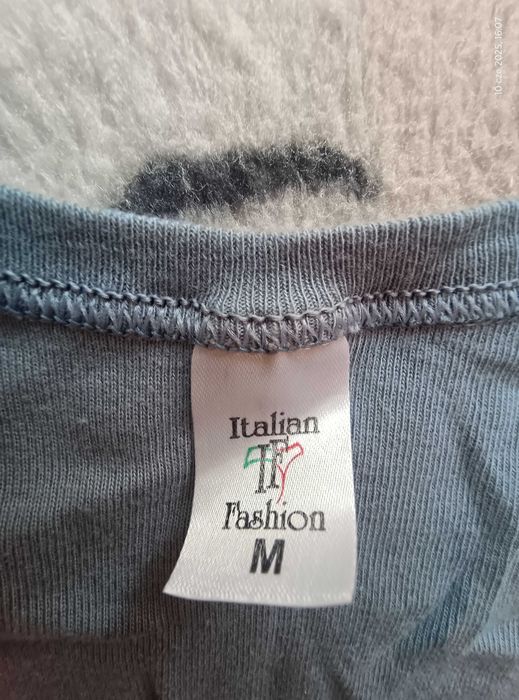 10 cze 2025, 16:07
Italian
IF
Fashion
M